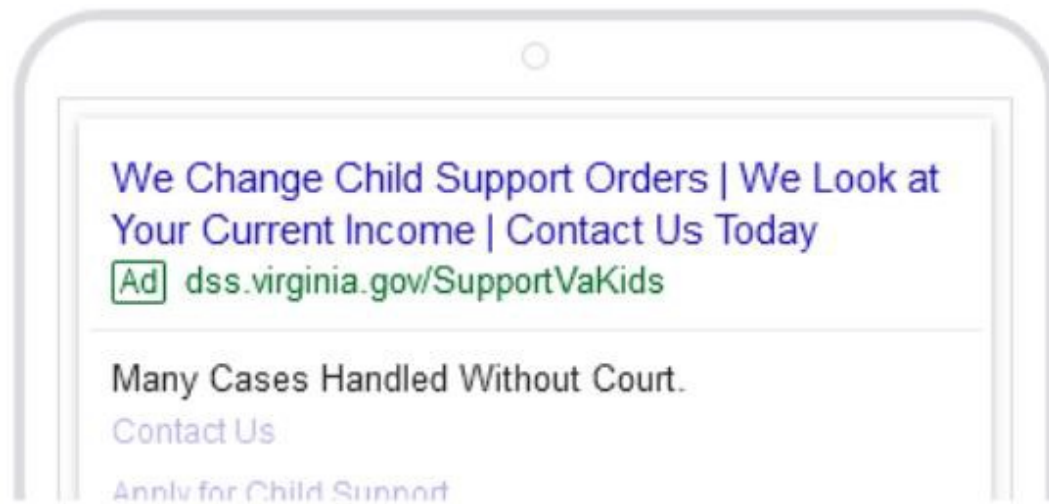 We Change Child Support Orders | We Look at
Your Current Income | Contact Us Today
Ad dss.virginia.gov/SupportVaKids
Many Cases Handled Without Court.
Contact Us
Apply for Child Support